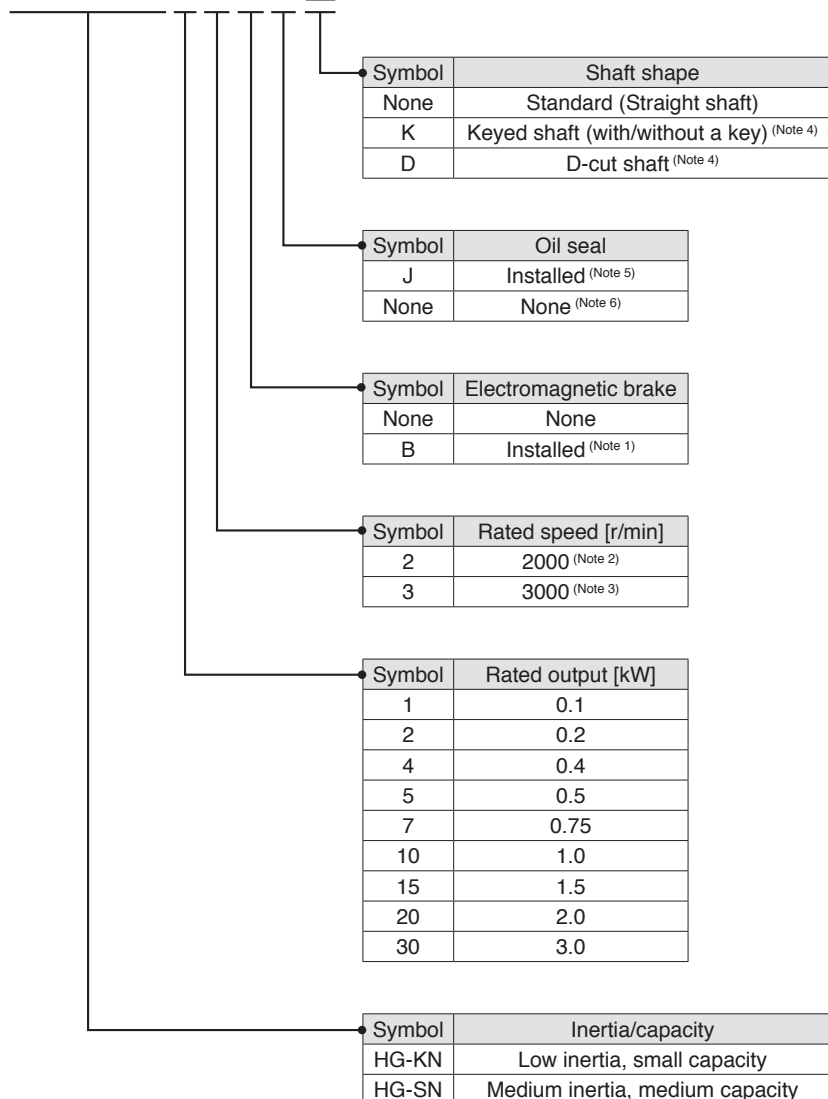 Symbol Shaft shape
None Standard (Straight shaft)
K Keyed shaft (with/without a key) (Note 4)
D D-cut shaft (Note 4)
Symbol Oil seal
J Installed (Note 5)
None None (Note 6)
Symbol Electromagnetic brake
None None
B Installed (Note 1)
Symbol Rated speed [r/min]
2 2000 (Note 2)
3 3000 (Note 3)
Symbol Rated output [kW]
1 0.1
2 0.2
4 0.4
5 0.5
7 0.75
10 1.0
15 1.5
20 2.0
30 3.0
Symbol Inertia/capacity
HG-KN Low inertia, small capacity
HG-SN Medium inertia, medium capacity